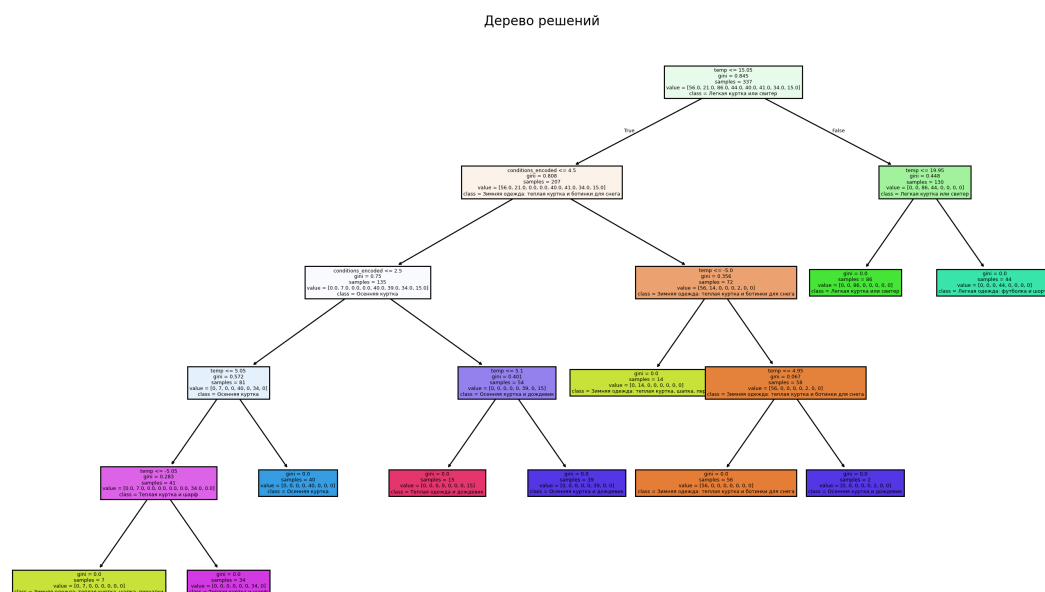 Дерево решений
temp <= 15.05
gini = 0.845
samples = 337
value = [56.0, 21.0, 86.0, 44.0, 40.0, 41.0, 34.0, 15.0]
class = Легкая куртка или свитер
True
False
conditions_encoded <= 4.5
gini = 0.808
samples = 207
value = [56.0, 21.0, 0.0, 0.0, 40.0, 41.0, 34.0, 15.0]
class = Зимняя одежда: теплая куртка и ботинки для снега
temp <= 19.95
gini = 0.448
samples = 130
value = [0, 0, 86, 44, 0, 0, 0, 0]
class = Легкая куртка или свитер
conditions_encoded <= 2.5
gini = 0.75
samples = 135
value = [0.0, 7.0, 0.0, 0.0, 40.0, 39.0, 34.0, 15.0]
class = Осенняя куртка
temp <= -5.0
gini = 0.356
samples = 72
value = [56, 14, 0, 0, 0, 2, 0, 0]
class = Зимняя одежда: теплая куртка и ботинки для снега
gini = 0.0
samples = 86
value = [0, 0, 86, 0, 0, 0, 0, 0]
class = Легкая куртка или свитер
gini = 0.0
samples = 44
value = [0, 0, 0, 44, 0, 0, 0, 0]
class = Легкая одежда: футболка и шор
temp <= 5.05
gini = 0.572
samples = 81
value = [0, 7, 0, 0, 40, 0, 34, 0]
class = Осенняя куртка
temp <= 5.1
gini = 0.401
samples = 54
value = [0, 0, 0, 0, 0, 39, 0, 15]
class = Осенняя куртка и дождевик
gini = 0.0
samples = 14
value = [0, 14, 0, 0, 0, 0, 0, 0]
class = Зимняя одежда: теплая куртка, шапка, пер
temp <= 4.95
gini = 0.067
samples = 58
value = [56, 0, 0, 0, 0, 2, 0, 0]
class = Зимняя одежда: теплая куртка и ботинки для снега
temp <= -5.05
gini = 0.283
samples = 41
value = [0.0, 7.0, 0.0, 0.0, 0.0, 0.0, 34.0, 0.0]
class = Теплая куртка и шарф
gini = 0.0
samples = 40
value = [0, 0, 0, 0, 40, 0, 0, 0]
class = Осенняя куртка
gini = 0.0
samples = 15
value = [0, 0, 0, 0, 0, 0, 0, 15]
class = Теплая одежда и дождевик
gini = 0.0
samples = 39
value = [0, 0, 0, 0, 0, 39, 0, 0]
class = Осенняя куртка и дождевик
gini = 0.0
samples = 56
value = [56, 0, 0, 0, 0, 0, 0, 0]
class = Зимняя одежда: теплая куртка и ботинки для снега
gini = 0.0
samples = 2
value = [0, 0, 0, 0, 0, 2, 0, 0]
class = Осенняя куртка и дождевик
gini = 0.0
samples = 7
value = [0, 7, 0, 0, 0, 0, 0, 0]
class = Зимняя одежда: теплая куртка, шапка, перчатки
gini = 0.0
samples = 34
value = [0, 0, 0, 0, 0, 0, 34, 0]
class = Теплая куртка и шарф